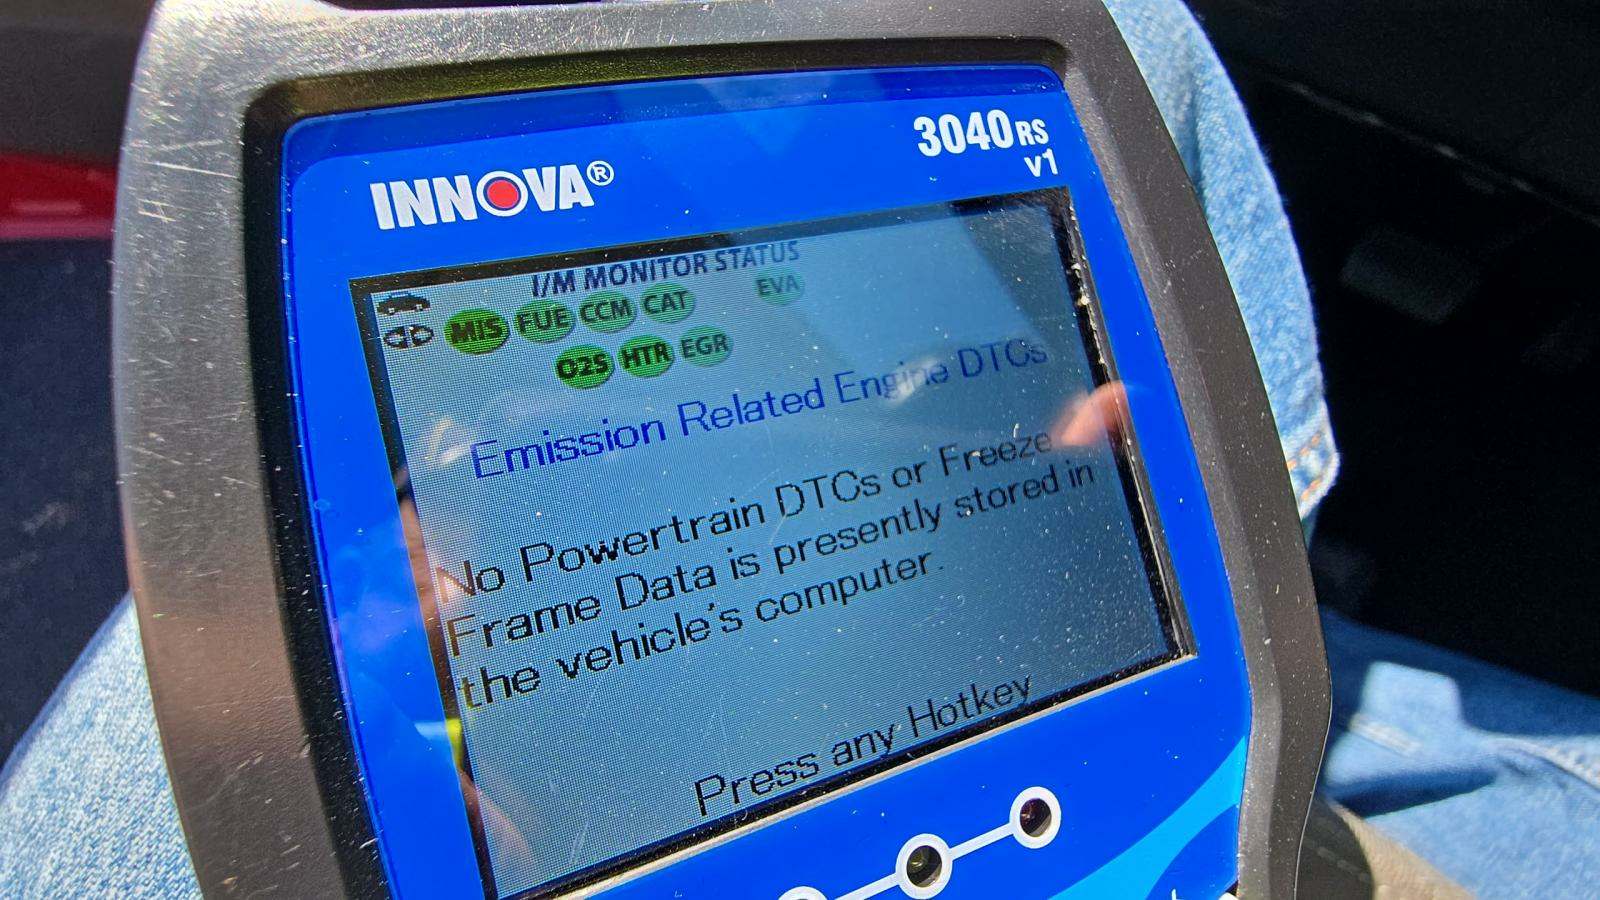 INNOVA®
3040RS
v1
I/M MONITOR STATUS
MIS FUE CCM CAT EVA
O2S HTR EGR
Emission Related Engine DTCs
No Powertrain DTCs or Freeze
Frame Data is presently stored in
the vehicle's computer.
Press any Hotkey